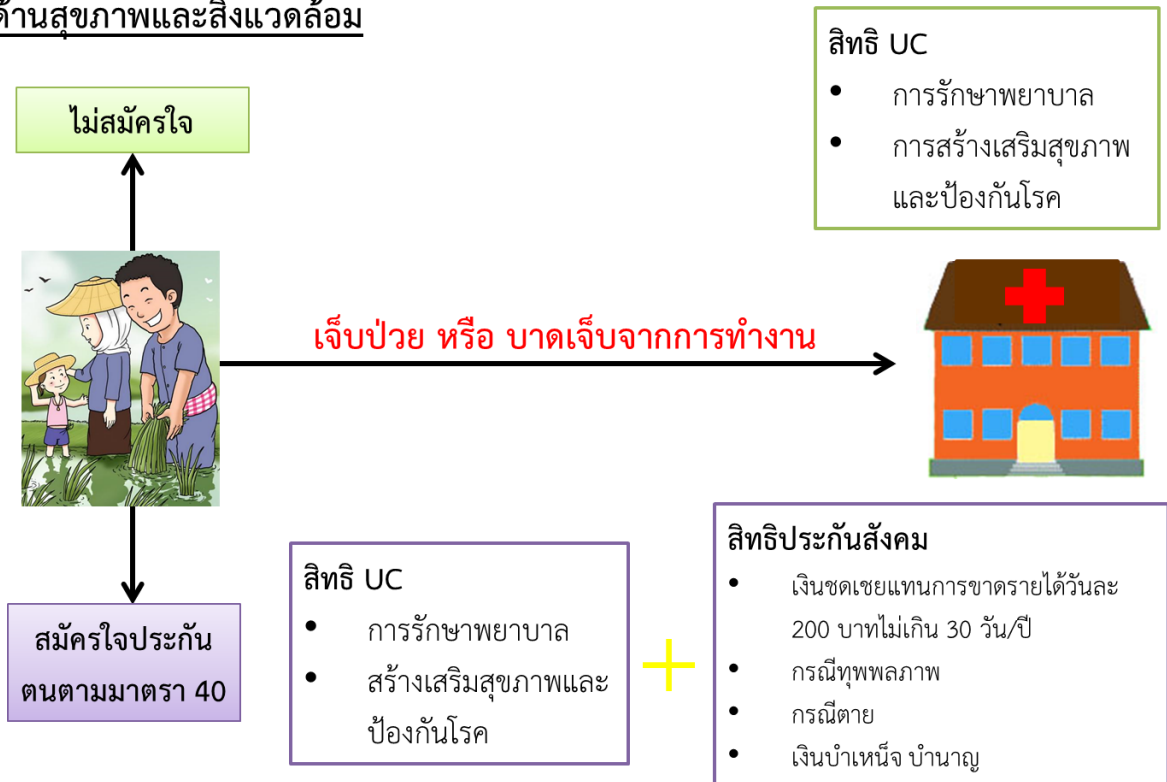 ด้านสุขภาพและสิ่งแวดล้อม
สิทธิ UC
• การรักษาพยาบาล
• การสร้างเสริมสุขภาพ
และป้องกันโรค
ไม่สมัครใจ
เจ็บป่วย หรือ บาดเจ็บจากการทำงาน
สมัครใจประกัน
ตนตามมาตรา 40
สิทธิ UC
• การรักษาพยาบาล
• สร้างเสริมสุขภาพและ
ป้องกันโรค
สิทธิประกันสังคม
• เงินชดเชยแทนการขาดรายได้วันละ
200 บาทไม่เกิน 30 วัน/ปี
• กรณีทุพพลภาพ
• กรณีตาย
• เงินบำเหน็จ บำนาญ